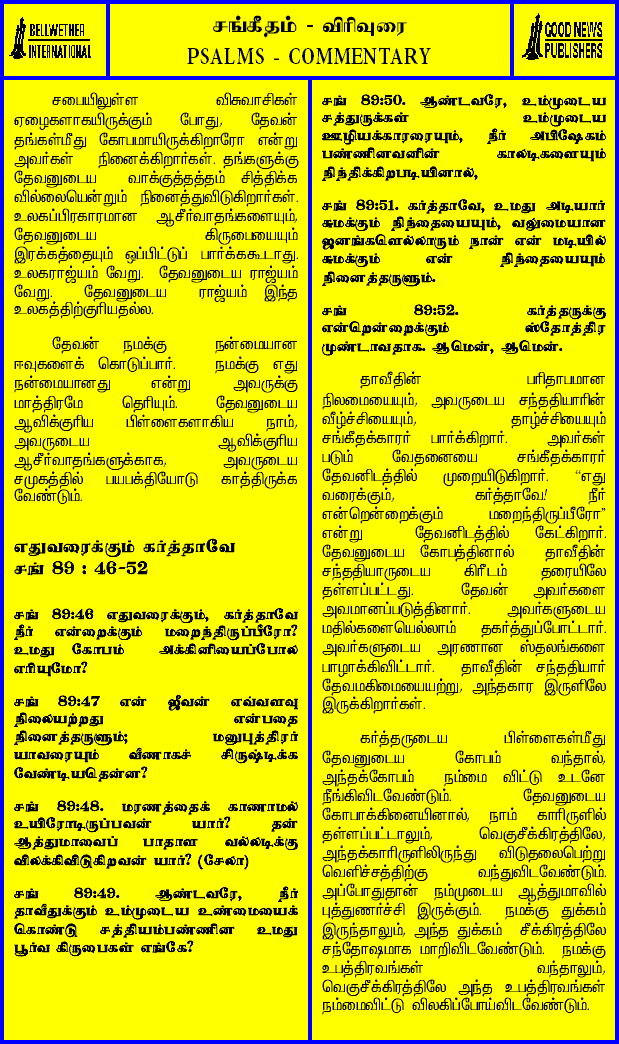 BELLWETHER
INTERNATIONAL
சங்கீதம் - விரிவுரை
PSALMS - COMMENTARY
GOOD NEWS
PUBLISHERS
சபையிலுள்ள விசுவாசிகள்
ஏழைகளாகயிருக்கும் போது, தேவன்
தங்கள்மீது கோபமாயிருக்கிறாரோ என்று
அவர்கள் நினைக்கிறார்கள். தங்களுக்கு
தேவனுடைய வாக்குத்தத்தம் சித்திக்க
வில்லையென்றும் நினைத்துவிடுகிறார்கள்.
உலகப்பிரகாரமான ஆசீர்வாதங்களையும்,
தேவனுடைய கிருபையையும்
இரக்கத்தையும் ஒப்பிட்டுப் பார்க்ககூடாது.
உலகராஜ்யம் வேறு. தேவனுடைய ராஜ்யம்
வேறு. தேவனுடைய ராஜ்யம் இந்த
உலகத்திற்குரியதல்ல.
தேவன் நமக்கு நன்மையான
ஈவுகளைக் கொடுப்பார். நமக்கு எது
நன்மையானது என்று அவருக்கு
மாத்திரமே தெரியும். தேவனுடைய
ஆவிக்குரிய பிள்ளைகளாகிய நாம்,
அவருடைய ஆவிக்குரிய
ஆசீர்வாதங்களுக்காக, அவருடைய
சமுகத்தில் பயபக்தியோடு காத்திருக்க
வேண்டும்.
எதுவரைக்கும் கர்த்தாவே
சங் 89 : 46-52
சங் 89:46 எதுவரைக்கும், கர்த்தாவே
நீர் என்றைக்கும் மறைந்திருப்பீரோ?
உமது கோபம் அக்கினியைப்போல
எரியுமோ?
சங் 89:47 என் ஜீவன் எவ்வளவு
நிலையற்றது என்பதை
நினைத்தருளும்; மனுபுத்திரர்
யாவரையும் வீணாகச் சிருஷ்டிக்க
வேண்டியதென்ன?
சங் 89:48. மரணத்தைக் காணாமல்
உயிரோடிருப்பவன் யார்? தன்
ஆத்துமாவைப் பாதாள வல்லடிக்கு
விலக்கிவிடுகிறவன் யார்? (சேலா)
சங் 89:49. ஆண்டவரே, நீர்
தாவீதுக்கும் உம்முடைய உண்மையைக்
கொண்டு சத்தியம்பண்ணின உமது
பூர்வ கிருபைகள் எங்கே?
சங் 89:50. ஆண்டவரே, உம்முடைய
சத்துருக்கள் உம்முடைய
ஊழியக்காரரையும், நீர் அபிஷேகம்
பண்ணினவனின் காலடிகளையும்
நிந்திக்கிறபடியினால்,
சங் 89:51. கர்த்தாவே, உமது அடியார்
சுமக்கும் நிந்தையையும், வலுமையான
ஜனங்களெல்லாரும் நான் என் மடியில்
சுமக்கும் என் நிந்தையையும்
நினைத்தருளும்.
சங் 89:52. கர்த்தருக்கு
என்றென்றைக்கும் ஸ்தோத்திர
முண்டாவதாக. ஆமென், ஆமென்.
தாவீதின் பரிதாபமான
நிலமையையும், அவருடைய சந்ததியாரின்
வீழ்ச்சியையும், தாழ்ச்சியையும்
சங்கீதக்காரர் பார்க்கிறார். அவர்கள்
படும் வேதனையை சங்கீதக்காரர்
தேவனிடத்தில் முறையிடுகிறார். “எது
வரைக்கும், கர்த்தாவே! நீர்
என்றென்றைக்கும் மறைந்திருப்பீரோ”
என்று தேவனிடத்தில் கேட்கிறார்.
தேவனுடைய கோபத்தினால் தாவீதின்
சந்ததியாருடைய கிரீடம் தரையிலே
தள்ளப்பட்டது. தேவன் அவர்களை
அவமானப்படுத்தினார். அவர்களுடைய
மதில்களையெல்லாம் தகர்த்துப்போட்டார்.
அவர்களுடைய அரணான ஸ்தலங்களை
பாழாக்கிவிட்டார். தாவீதின் சந்ததியார்
தேவமகிமையையற்று, அந்தகார இருளிலே
இருக்கிறார்கள்.
கர்த்தருடைய பிள்ளைகள்மீது
தேவனுடைய கோபம் வந்தால்,
அந்தக்கோபம் நம்மை விட்டு உடனே
நீங்கிவிடவேண்டும். தேவனுடைய
கோபாக்கினையினால், நாம் காரிருளில்
தள்ளப்பட்டாலும், வெகுசீக்கிரத்திலே,
அந்தக்காரிருளிலிருந்து விடுதலைபெற்று
வெளிச்சத்திற்கு வந்துவிடவேண்டும்.
அப்போதுதான் நம்முடைய ஆத்துமாவில்
புத்துணர்ச்சி இருக்கும். நமக்கு துக்கம்
இருந்தாலும், அந்த துக்கம் சீக்கிரத்திலே
சந்தோஷமாக மாறிவிடவேண்டும். நமக்கு
உபத்திரவங்கள் வந்தாலும்,
வெகுசீக்கிரத்திலே அந்த உபத்திரவங்கள்
நம்மைவிட்டு விலகிப்போய்விடவேண்டும்.